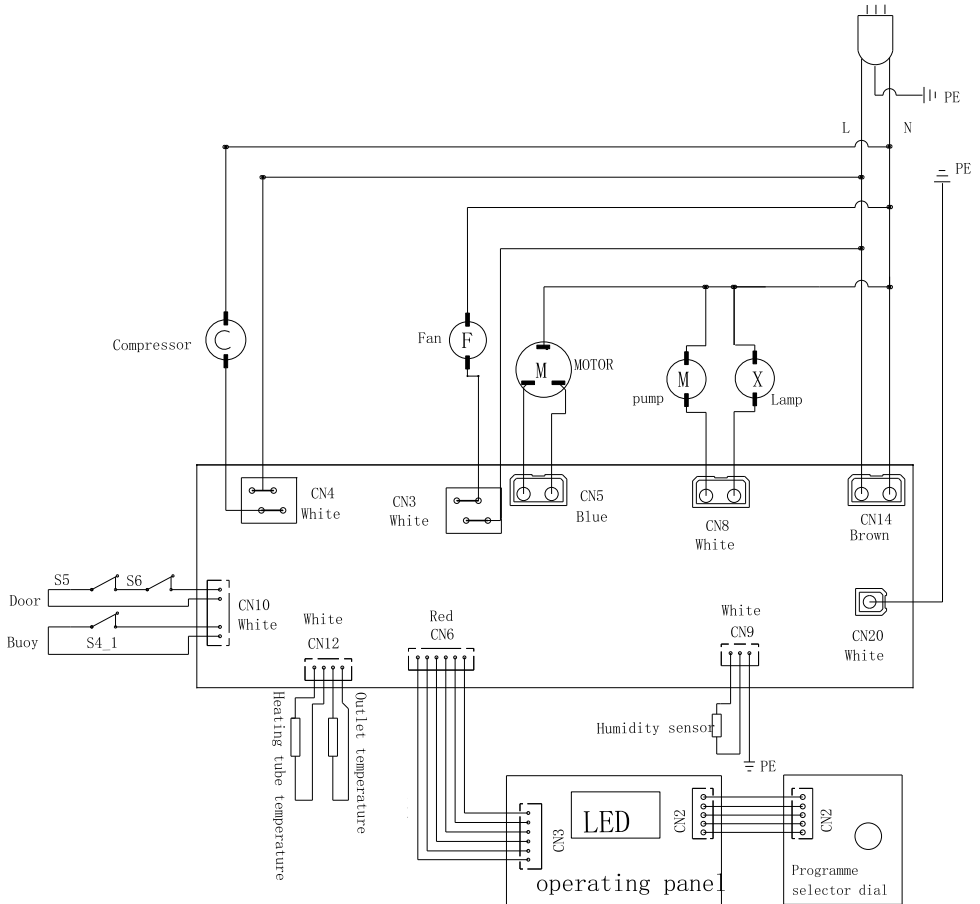 PE
L N
PE
Compressor
C
Fan
F
M
MOTOR
M
pump
X
Lamp
CN4
White
CN3
White
CN5
Blue
CN8
White
CN14
Brown
S5 S6
Door
CN10
White
Buoy
S4_1
White
CN12
Red
CN6
White
CN9
CN20
White
Heating tube temperature
Outlet temperature
Humidity sensor
PE
CN3
LED
CN2
CN2
operating panel
Programme
selector dial